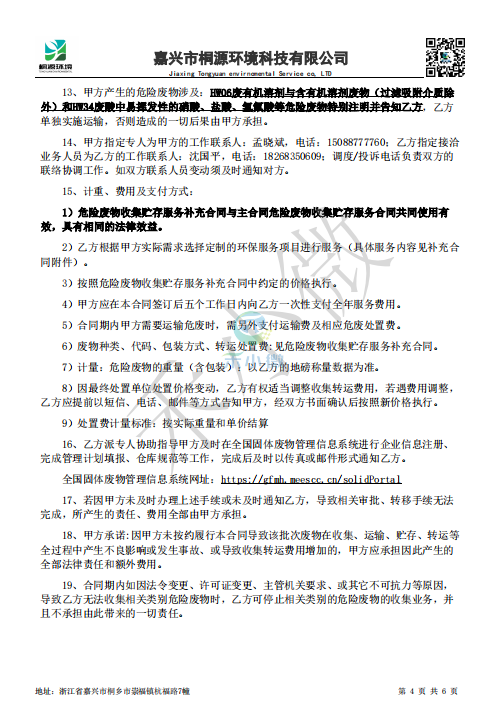 桐源环境
TONGYUAN
嘉兴市桐源环境科技有限公司
Jiaxing Tongyuan environmental Service co, LTD
13、甲方产生的危险废物涉及:HW06废有机溶剂与含有机溶剂废物(过滤吸附介质除
外)和HW34废酸中易挥发性的硝酸、盐酸、氢氟酸等危险废物特别注明并告知乙方,乙方
单独实施运输,否则造成的一切后果由甲方承担。
14、甲方指定专人为甲方的工作联系人:孟晓斌,电话:15088777760;乙方指定接洽
业务人员为乙方的工作联系人:沈国平,电话:18268350609;调度/投诉电话负责双方的
联络协调工作。如双方联系人员变动须及时通知对方。
15、计重、费用及支付方式:
1)危险废物收集贮存服务补充合同与主合同危险废物收集贮存服务合同共同使用有
效,具有相同的法律效益。
2)乙方根据甲方实际需求选择定制的环保服务项目进行服务(具体服务内容见补充合
同附件)。
3)按照危险废物收集贮存服务补充合同中约定的价格执行。
4)甲方应在本合同签订后五个工作日内向乙方一次性支付全年服务费用。
5)合同期内甲方需要运输危废时,需另外支付运输费及相应危废处置费。
6)废物种类、代码、包装方式、转运处置费:见危险废物收集贮存服务补充合同。
7)计量:危险废物的重量(含包装),以乙方的地磅称量数据为准。
8)因最终处置单位处置价格变动,乙方有权适当调整收集转运费用,若遇费用调整,
乙方应提前以短信、电话、邮件等方式告知甲方,经双方书面确认后按照新价格执行。
9)处置费计量标准:按实际重量和单价结算
16、乙方派专人协助指导甲方及时在全国固体废物管理信息系统进行企业信息注册、
完成管理计划填报、仓库规范等工作,完成后及时以传真或邮件形式通知乙方。
全国固体废物管理信息系统网址:https://gfmh.meescc.cn/solidPortal
17、若因甲方未及时办理上述手续或未及时通知乙方,导致相关审批、转移手续无法
完成,所产生的责任、费用全部由甲方承担。
18、甲方承诺:因甲方未按约履行本合同导致该批次废物在收集、运输、贮存、转运等
全过程中产生不良影响或发生事故、或导致收集转运费用增加的,甲方应承担因此产生的
全部法律责任和额外费用。
19、合同期内如因法令变更、许可证变更、主管机关要求、或其它不可抗力等原因,
导致乙方无法收集相关类别危险废物时,乙方可停止相关类别的危险废物的收集业务,并
且不承担由此带来的一切责任。
禾小微
禾小微
地址:浙江省嘉兴市桐乡市崇福镇杭福路7幢
第 4 页 共 6 页